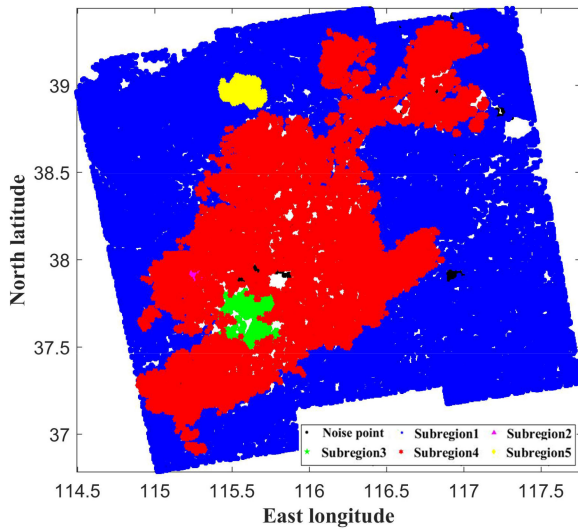 39
38.5
38
37.5
37
North latitude
Noise point Subregion1 Subregion2
Subregion3 Subregion4 Subregion5
114.5 115 115.5 116 116.5 117 117.5
East longitude